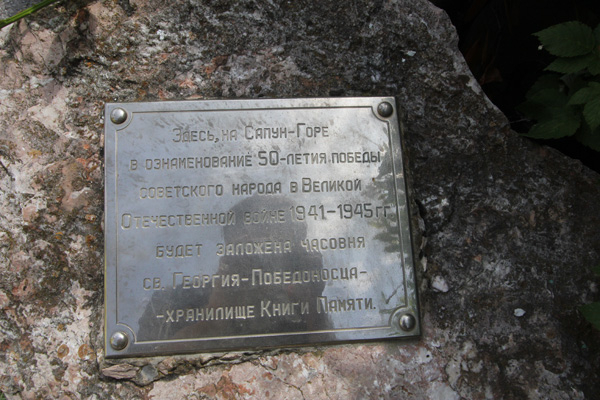 Здесь, на Сапун-Горе
в ознаменование 50-летия победы
советского народа в Великой
Отечественной войне 1941-1945 гг.
будет заложена часовня
св. Георгия-Победоносца-
-хранилище Книги Памяти.